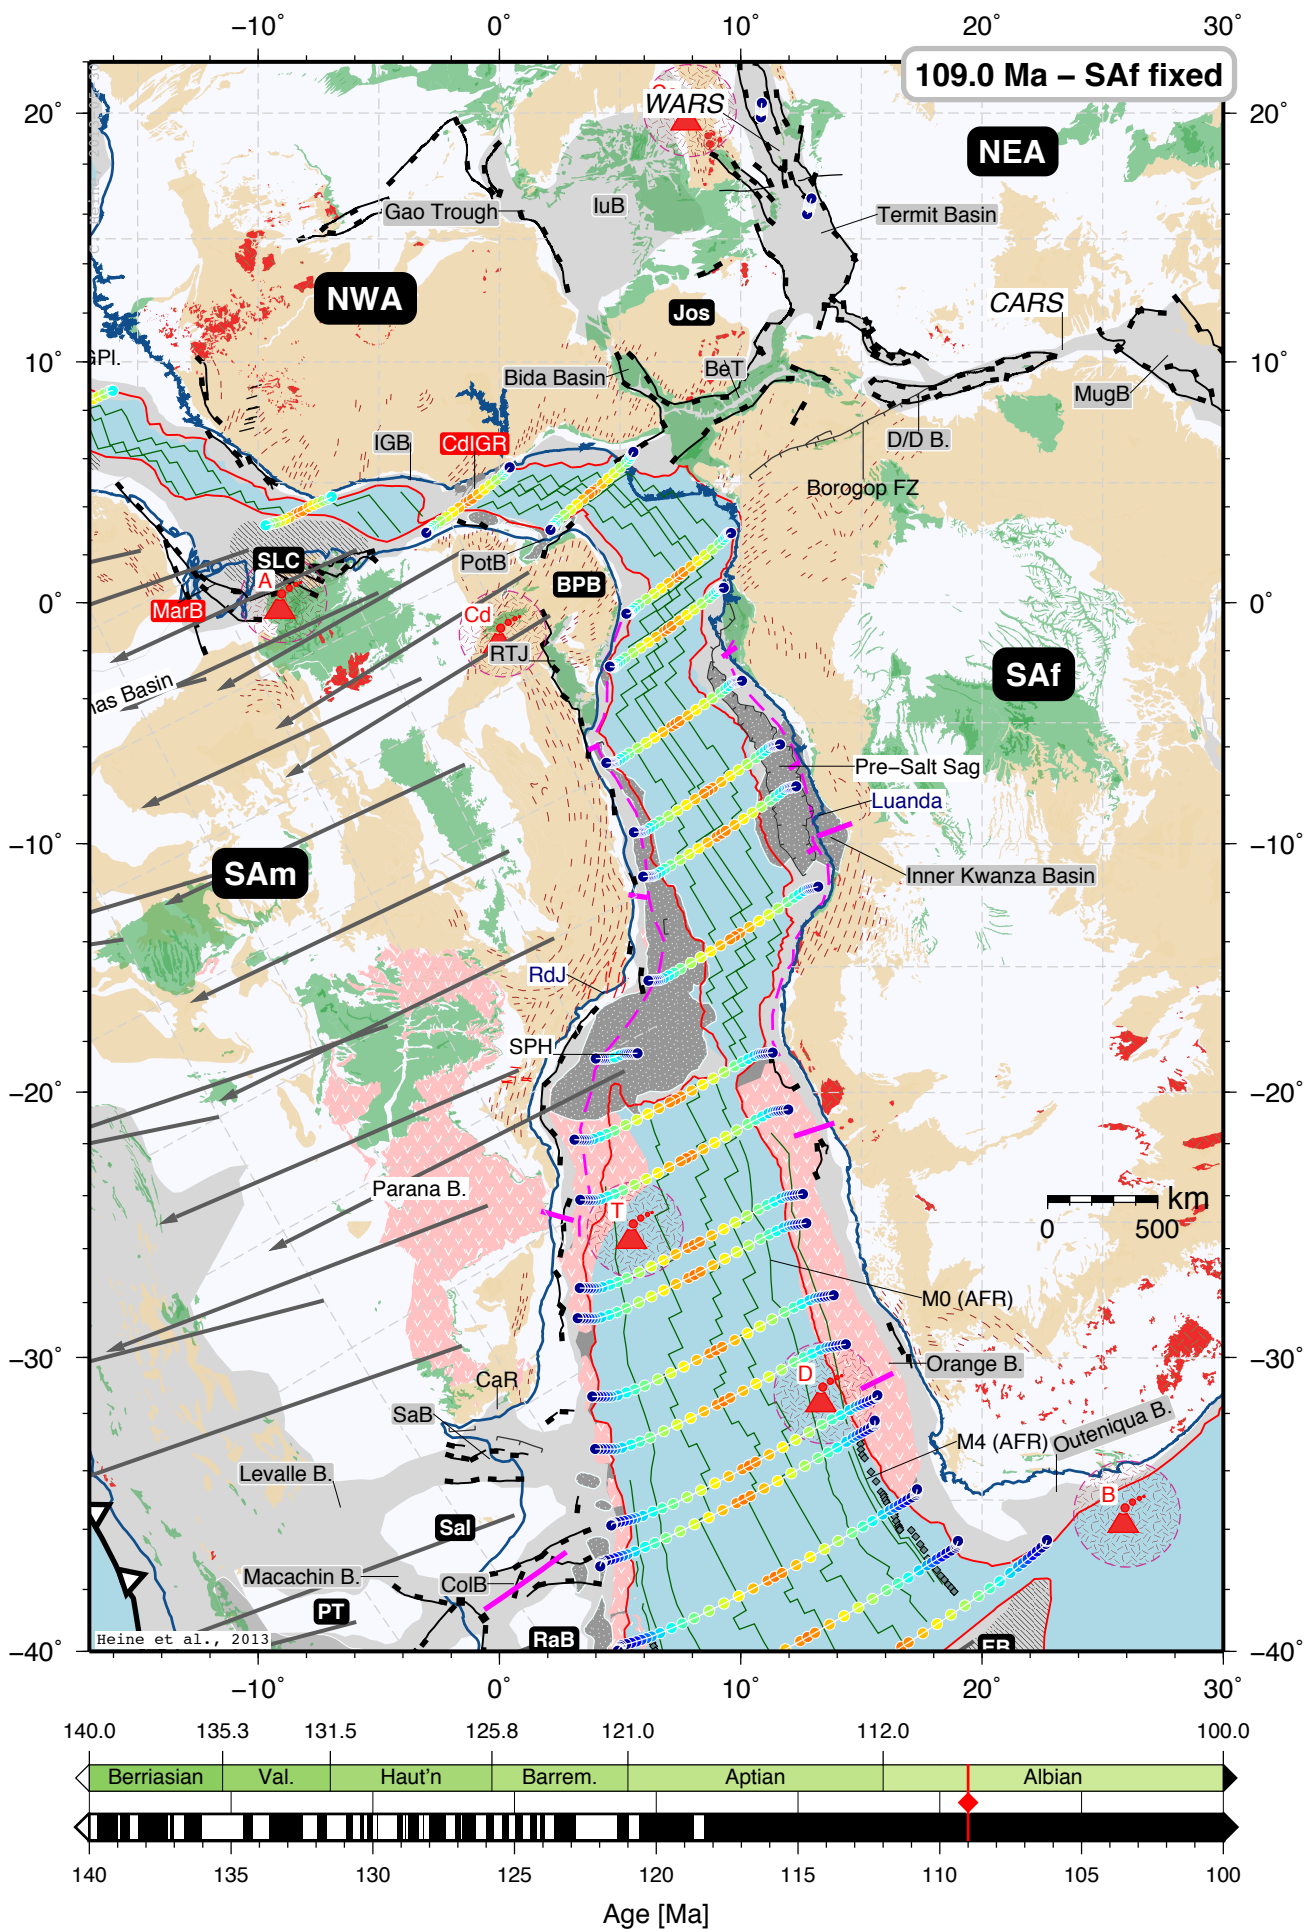 −10˚ 0˚ 10˚ 20˚ 30˚
109.0 Ma − SAf fixed
20˚ 20˚
WARS
NEA
IuB
Gao Trough
Termit Basin
NWA
CARS
Jos
10˚ 10˚
BeT
Bida Basin
MugB
IGB
CdIGR
D/D B.
Borogop FZ
SLC
PotB
BPB
A
0˚ 0˚
MarB
Cd
RTJ
SAf
nas Basin
Pre−Salt Sag
Luanda
−10˚ −10˚
SAm
Inner Kwanza Basin
RdJ
SPH
−20˚ −20˚
Parana B.
km
0 500
T
M0 (AFR)
−30˚ −30˚
Orange B.
D
CaR
SaB
M4 (AFR)
Outeniqua B.
Levalle B.
B
Sal
Macachin B.
ColB
PT
Heine et al., 2013
RaB
−40˚ −40˚
−10˚ 0˚ 10˚ 20˚ 30˚
140.0 135.3 131.5 125.8 121.0 112.0 100.0
Berriasian Val. Haut'n Barrem. Aptian Albian
140 135 130 125 120 115 110 105 100
Age [Ma]